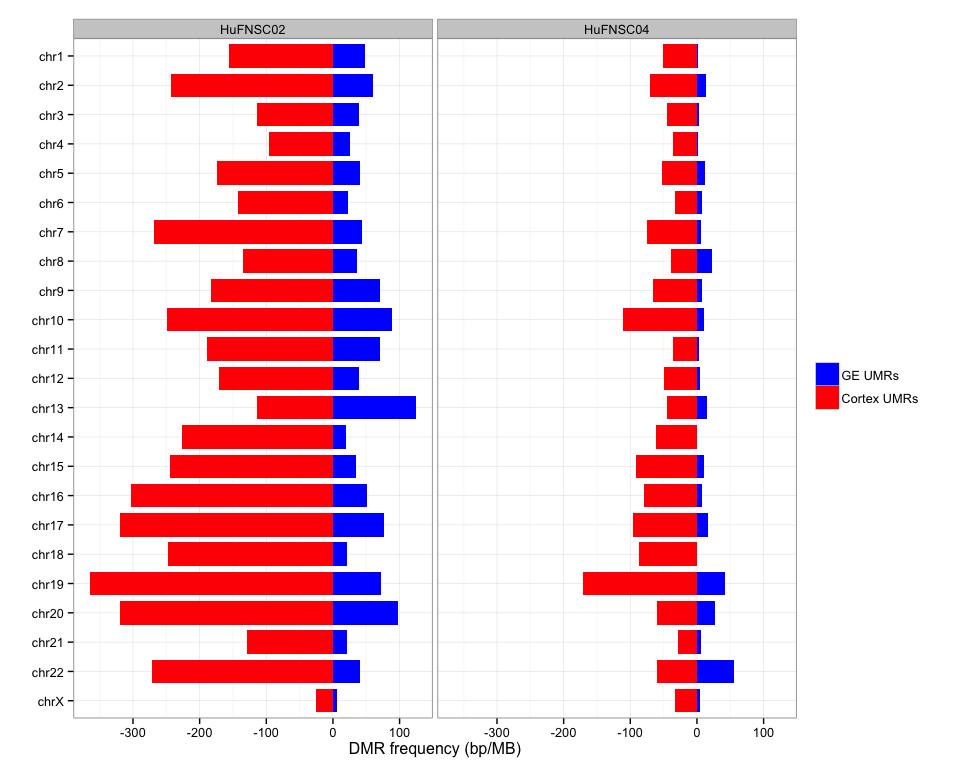 HuFNSC02
HuFNSC04
chr1
chr2
chr3
chr4
chr5
chr6
chr7
chr8
chr9
chr10
chr11
chr12
chr13
chr14
chr15
chr16
chr17
chr18
chr19
chr20
chr21
chr22
chrX
-300 -200 -100 0 100
-300 -200 -100 0 100
DMR frequency (bp/MB)
GE UMRs
Cortex UMRs